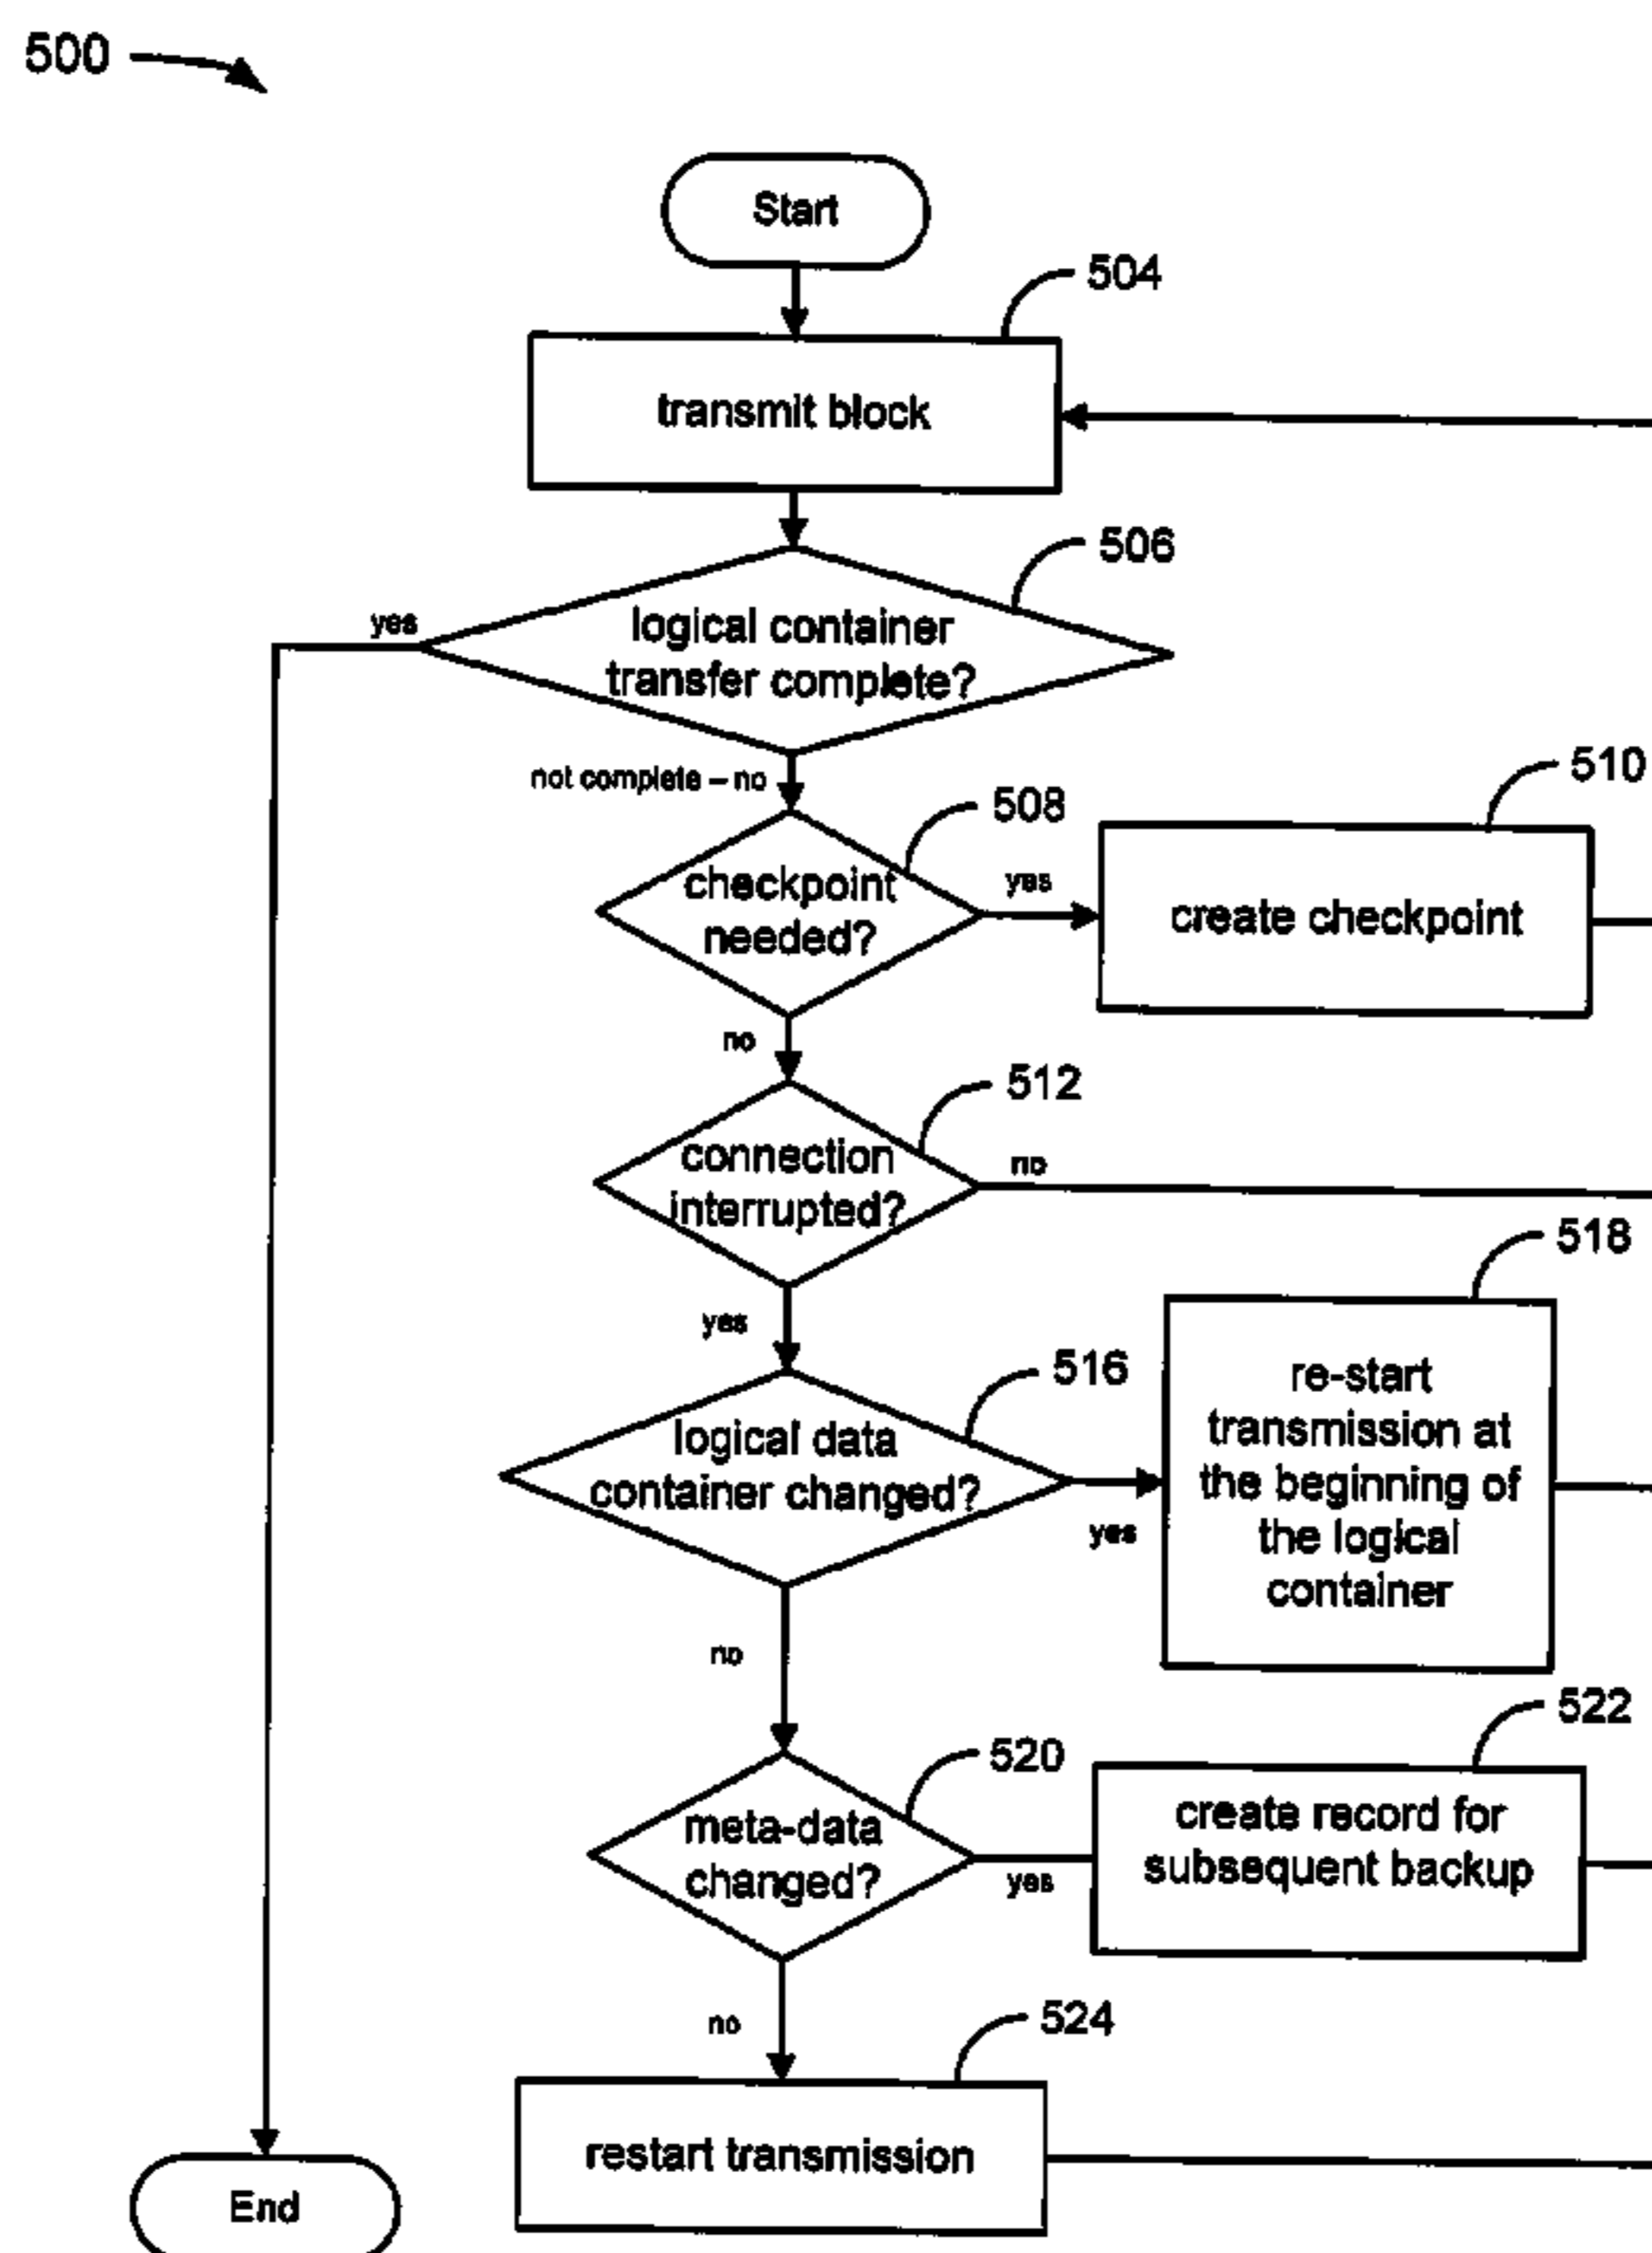 500
Start
504
transmit block
506
yes
logical container
transfer complete?
not complete – no
510
508
checkpoint
needed?
yes
create checkpoint
no
512
connection
interrupted?
no
518
yes
516
logical data
container changed?
yes
re-start
transmission at
the beginning of
the logical
container
no
522
520
meta-data
changed?
yes
create record for
subsequent backup
no
524
restart transmission
End